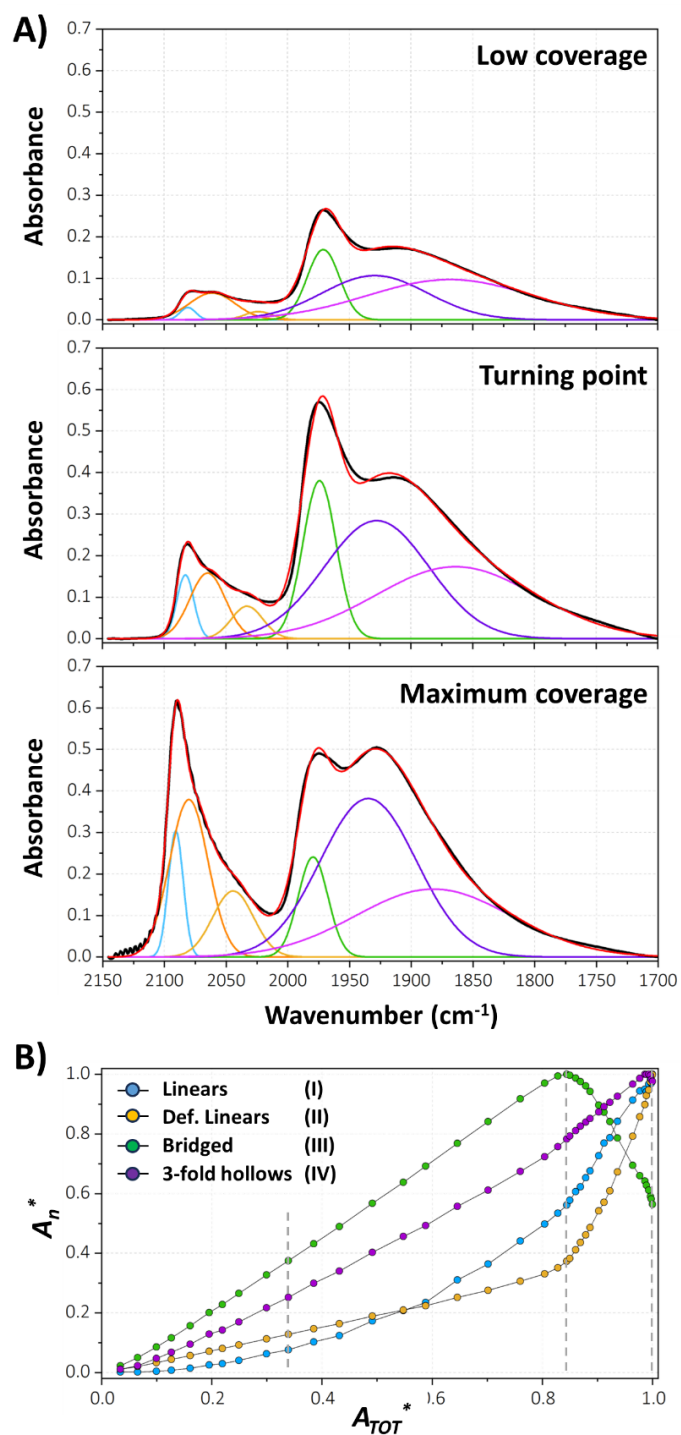 A)
Low coverage
0.7
0.6
0.5
0.4
0.3
0.2
0.1
0.0
Absorbance
Turning point
0.7
0.6
0.5
0.4
0.3
0.2
0.1
0.0
Absorbance
Maximum coverage
0.7
0.6
0.5
0.4
0.3
0.2
0.1
0.0
Absorbance
2150 2100 2050 2000 1950 1900 1850 1800 1750 1700
Wavenumber (cm⁻¹)
B)
Linears (I)
Def. Linears (II)
Bridged (III)
3-fold hollows (IV)
1.0
0.8
0.6
0.4
0.2
0.0
Aₙ*
0.0 0.2 0.4 1.6 0.8 1.0
A_TOT*